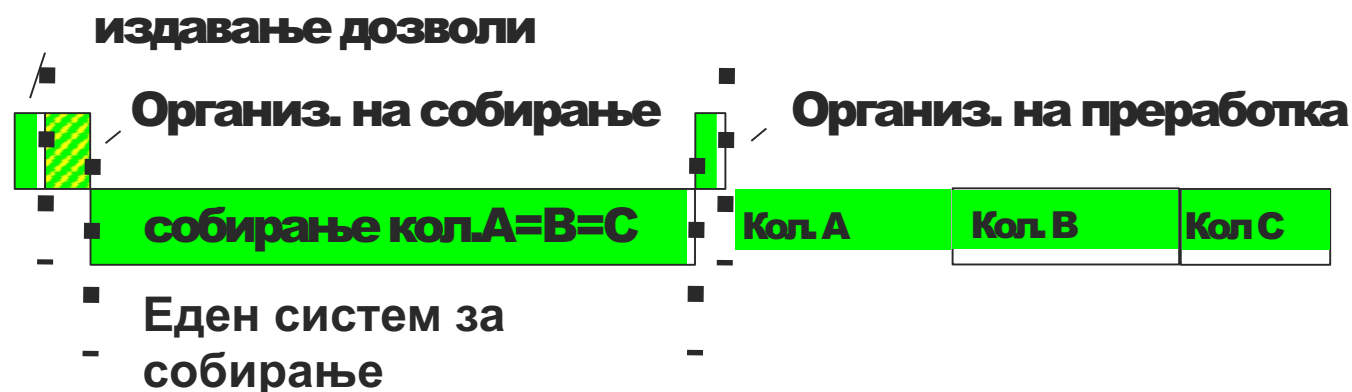 издавање дозволи
Организ. на собирање
Организ. на преработка
собирање кол.А=В=С
Кол. А
Кол. В
Кол С
Еден систем за
собирање